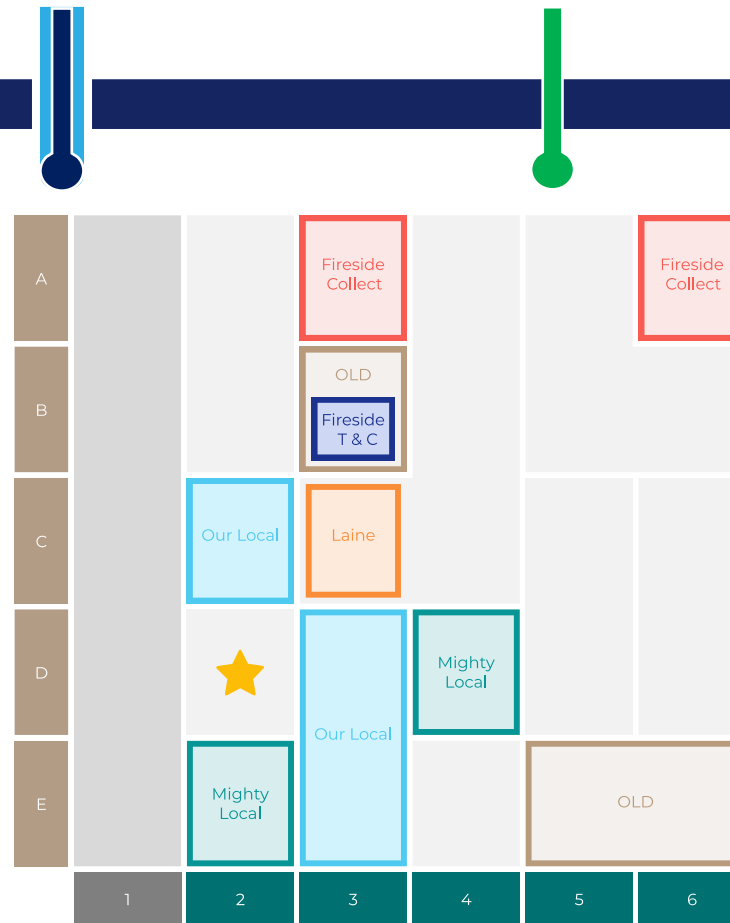 A
Fireside
Collect
Fireside
Collect
B
OLD
Fireside
T & C
C
Our Local
Laine
D
Mighty
Local
Our Local
E
Mighty
Local
OLD
1
2
3
4
5
6